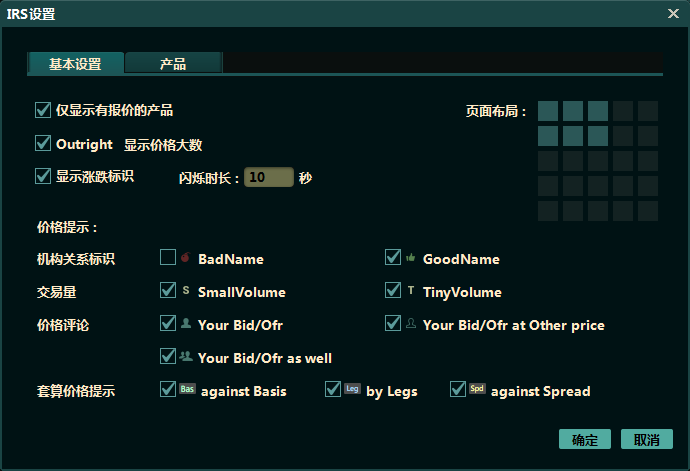 IRS设置
基本设置 产品
仅显示有报价的产品 页面布局：
Outright 显示价格大数
显示涨跌标识 闪烁时长： 10 秒
价格提示：
机构关系标识 BadName GoodName
交易量 S SmallVolume T TinyVolume
价格评论 Your Bid/Ofr Your Bid/Ofr at Other price
Your Bid/Ofr as well
套算价格提示 Bas against Basis Leg by Legs Spd against Spread
确定 取消